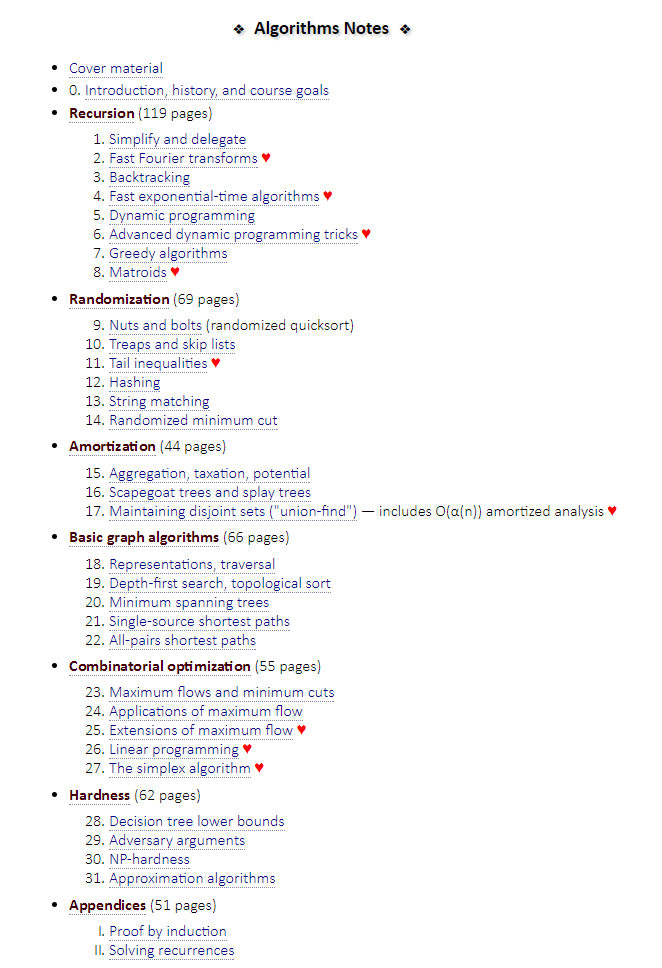 ❖ Algorithms Notes ❖
• Cover material
• 0. Introduction, history, and course goals
• Recursion (119 pages)
1. Simplify and delegate
2. Fast Fourier transforms ♥
3. Backtracking
4. Fast exponential-time algorithms ♥
5. Dynamic programming
6. Advanced dynamic programming tricks ♥
7. Greedy algorithms
8. Matroids ♥
• Randomization (69 pages)
9. Nuts and bolts (randomized quicksort)
10. Treaps and skip lists
11. Tail inequalities ♥
12. Hashing
13. String matching
14. Randomized minimum cut
• Amortization (44 pages)
15. Aggregation, taxation, potential
16. Scapegoat trees and splay trees
17. Maintaining disjoint sets ("union-find") — includes O(α(n)) amortized analysis ♥
• Basic graph algorithms (66 pages)
18. Representations, traversal
19. Depth-first search, topological sort
20. Minimum spanning trees
21. Single-source shortest paths
22. All-pairs shortest paths
• Combinatorial optimization (55 pages)
23. Maximum flows and minimum cuts
24. Applications of maximum flow
25. Extensions of maximum flow ♥
26. Linear programming ♥
27. The simplex algorithm ♥
• Hardness (62 pages)
28. Decision tree lower bounds
29. Adversary arguments
30. NP-hardness
31. Approximation algorithms
• Appendices (51 pages)
I. Proof by induction
II. Solving recurrences